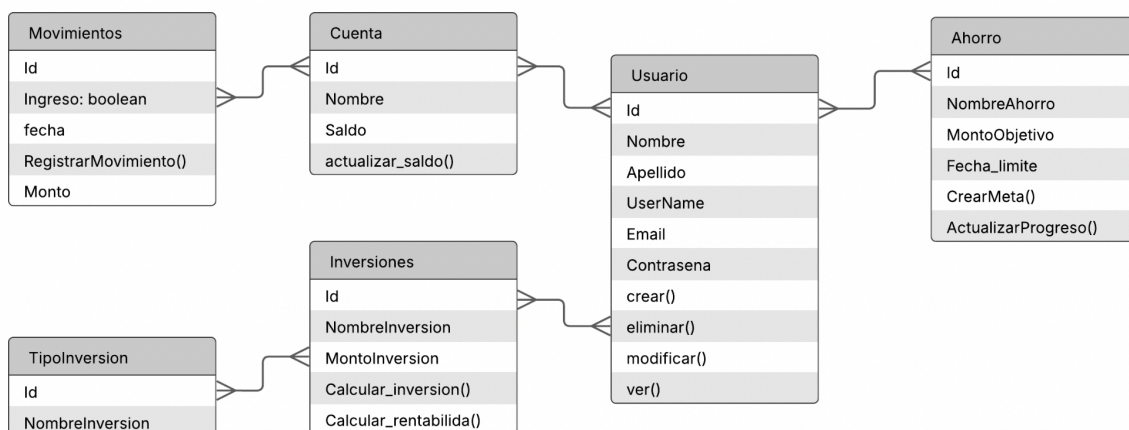 Movimientos
Id
Ingreso: boolean
fecha
RegistrarMovimiento()
Monto
Cuenta
Id
Nombre
Saldo
actualizar_saldo()
Usuario
Id
Nombre
Apellido
UserName
Email
Contrasena
crear()
eliminar()
modificar()
ver()
Ahorro
Id
NombreAhorro
MontoObjetivo
Fecha_limite
CrearMeta()
ActualizarProgreso()
Inversiones
Id
NombreInversion
MontoInversion
Calcular_inversion()
Calcular_rentabilida()
TipoInversion
Id
NombreInversion